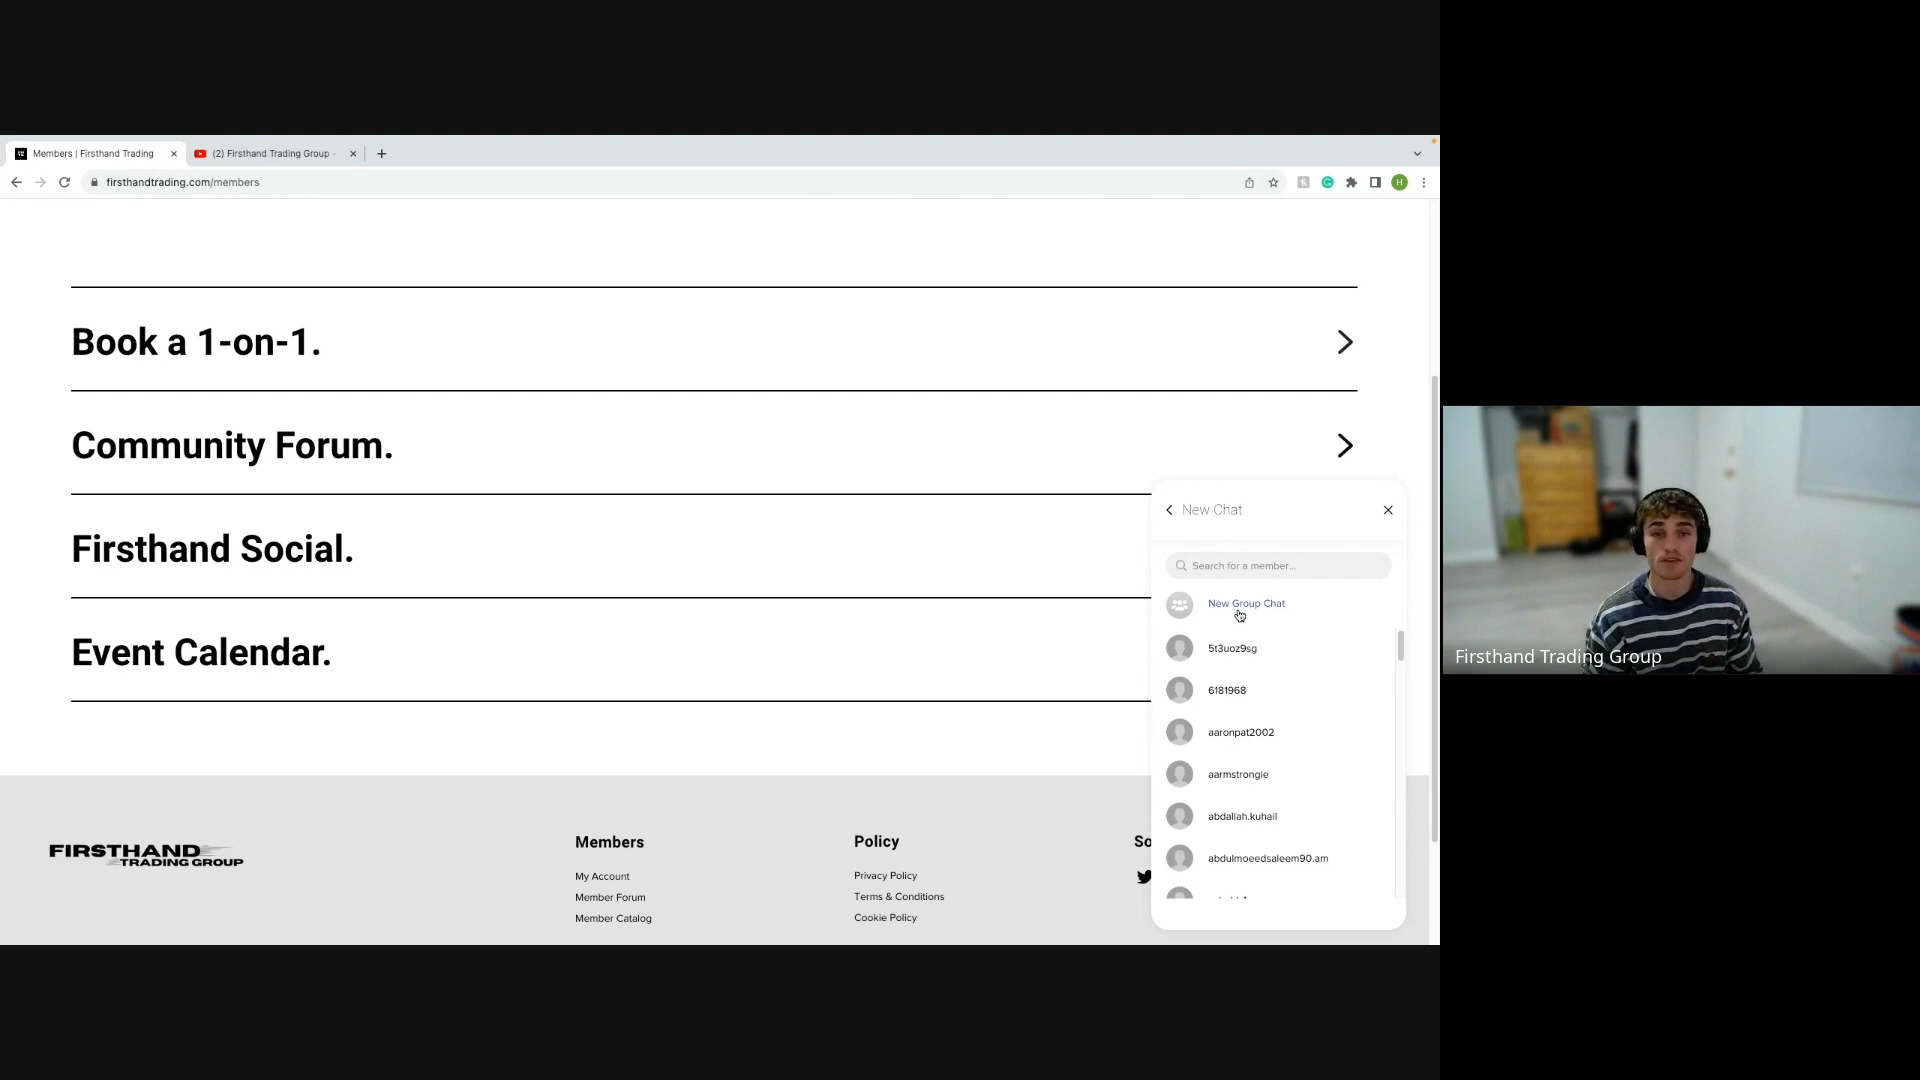 Members | Firsthand Trading
(2) Firsthand Trading Group -
firsthandtrading.com/members
H
Book a 1-on-1.
Community Forum.
Firsthand Social.
Event Calendar.
New Chat
Search for a member...
New Group Chat
5t3uoz9sg
6181968
aaronpat2002
aarmstrongie
abdallah.kuhail
abdulmoeedsaleem90.am
FIRSTHAND
TRADING GROUP
Members
My Account
Member Forum
Member Catalog
Policy
Privacy Policy
Terms & Conditions
Cookie Policy
So
Firsthand Trading Group